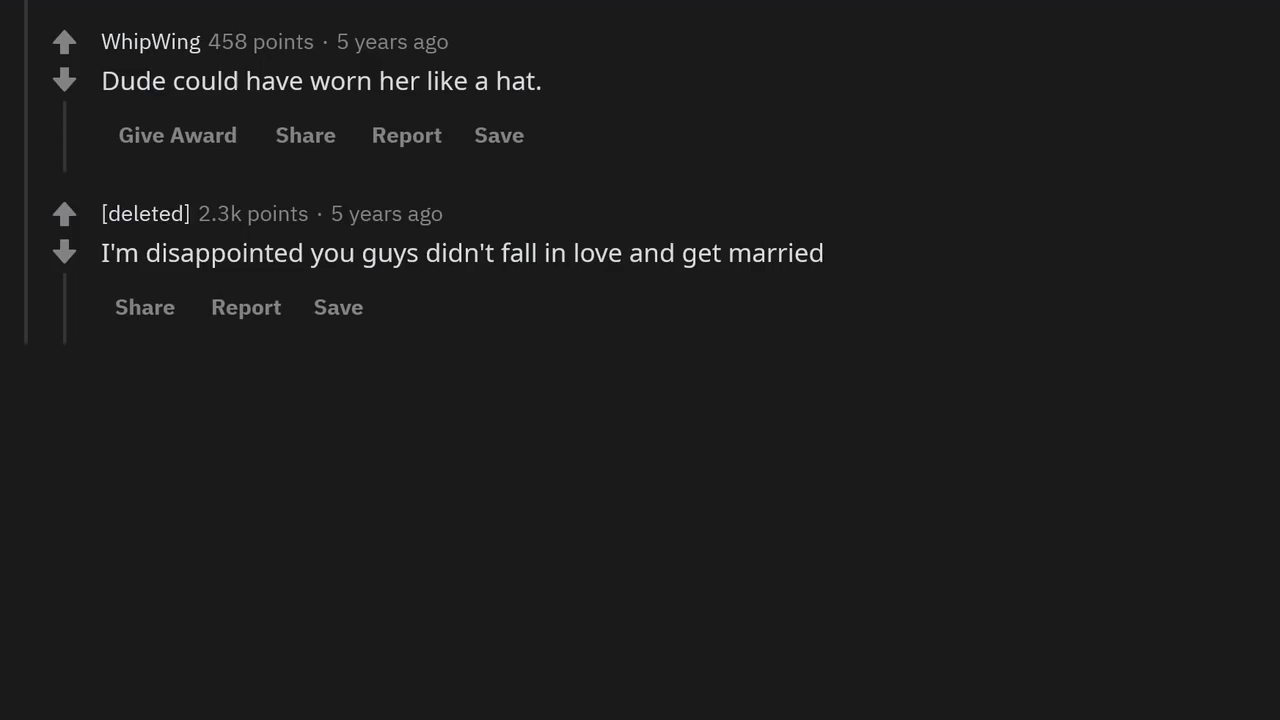 WhipWing 458 points · 5 years ago
Dude could have worn her like a hat.
Give Award Share Report Save
[deleted] 2.3k points · 5 years ago
I'm disappointed you guys didn't fall in love and get married
Share Report Save